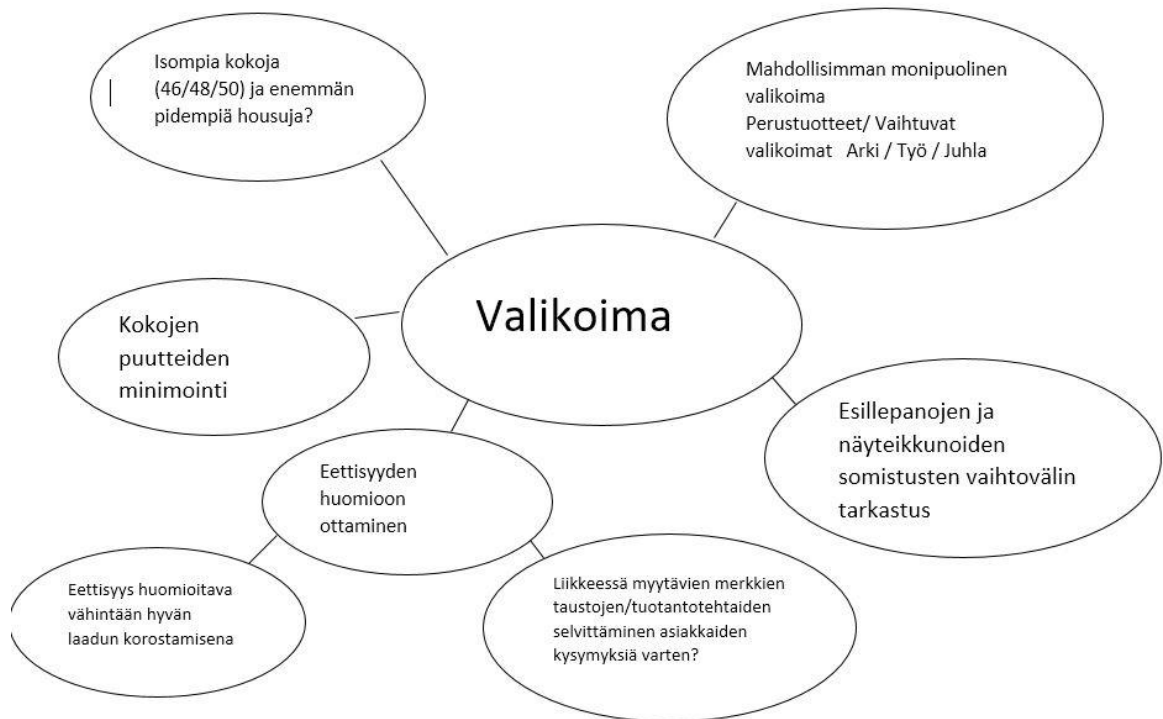 Isompia kokoja
(46/48/50) ja enemmän
pidempiä housuja?
Mahdollisimman monipuolinen
valikoima
Perustuotteet/ Vaihtuvat
valikoimat Arki / Työ / Juhla
Valikoima
Kokojen
puutteiden
minimointi
Esillepanojen ja
näyteikkunoiden
somistusten vaihtovälin
tarkastus
Eettisyyden
huomioon
ottaminen
Eettisyys huomioitava
vähintään hyvän
laadun korostamisena
Liikkeessä myytävien merkkien
taustojen/tuotantotehtaiden
selvittäminen asiakkaiden
kysymyksiä varten?